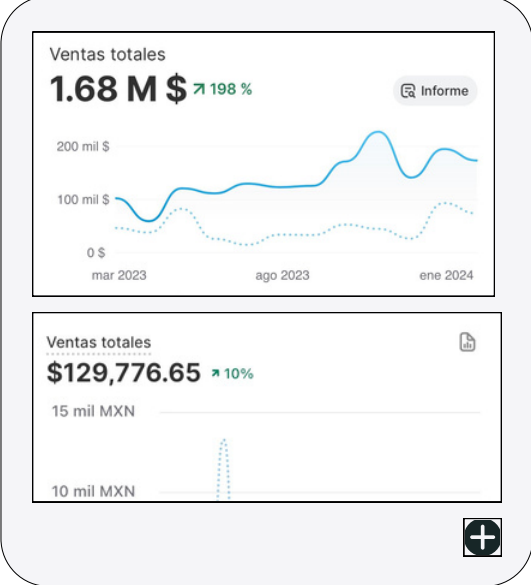 Ventas totales
1.68 M $ 198 %
Informe
200 mil $
100 mil $
0 $
mar 2023 ago 2023 ene 2024
Ventas totales
$129,776.65 10%
15 mil MXN
10 mil MXN